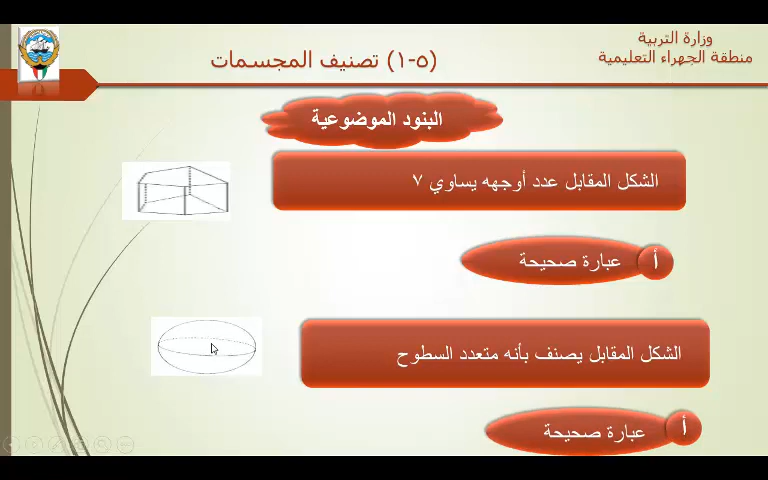 وزارة التربية
منطقة الجهراء التعليمية
(٥-١) تصنيف المجسمات
البنود الموضوعية
الشكل المقابل عدد أوجهه يساوي ٧
أ عبارة صحيحة
الشكل المقابل يصنف بأنه متعدد السطوح
أ عبارة صحيحة